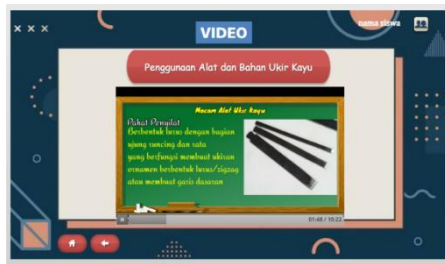 nama siswa
VIDEO
Penggunaan Alat dan Bahan Ukir Kayu
Macam Alat Ukir Kayu
Pahat Penyilat
Berbentuk lurus dengan bagian
ujung runcing dan rata
yang berfungsi membuat ukiran
ornamen berbentuk lurus/zigzag
atau membuat garis dasaran
01:48 / 10:22